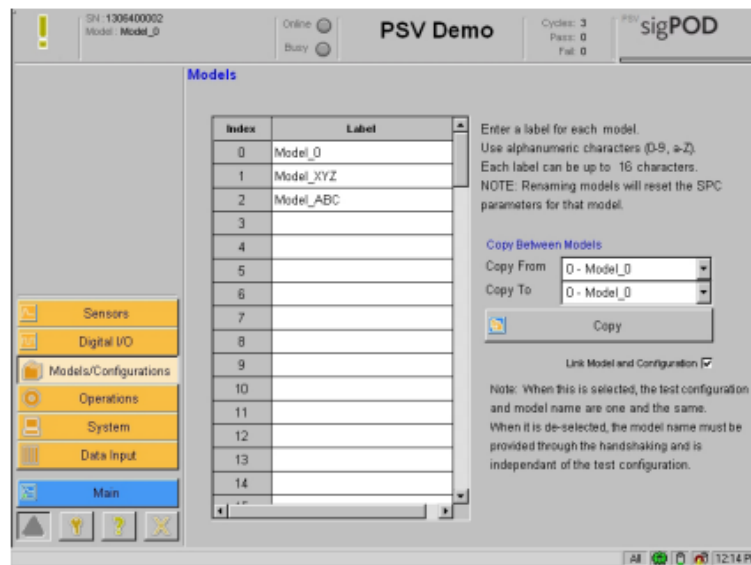 SN : 1306400002
Model : Model_0
Online
Busy
PSV Demo
Cycles: 3
Pass: 0
Fail: 0
PSV sigPOD
Models
Index Label
0 Model_0
1 Model_XYZ
2 Model_ABC
3
4
5
6
7
8
9
10
11
12
13
14
15
Enter a label for each model.
Use alphanumeric characters (0-9, a-Z).
Each label can be up to 16 characters.
NOTE: Renaming models will reset the SPC
parameters for that model.
Copy Between Models
Copy From 0 - Model_0
Copy To 0 - Model_0
Copy
Link Model and Configuration
Note: When this is selected, the test configuration
and model name are one and the same.
When it is de-selected, the model name must be
provided through the handshaking and is
independant of the test configuration.
Sensors
Digital I/O
Models/Configurations
Operations
System
Data Input
Main
All 12:14 P